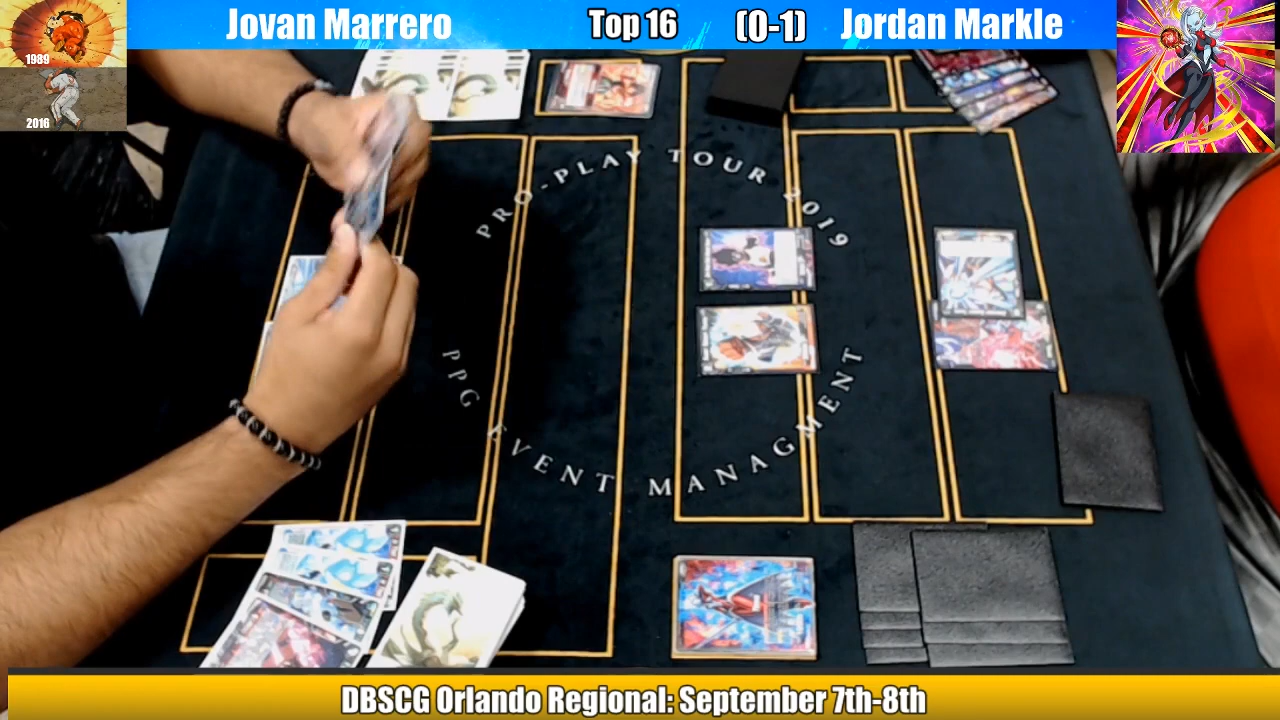 Jovan Marrero
Top 16
(0-1)
Jordan Markle
1989
2016
PRO-PLAY TOUR 2019
PPG EVENT MANAGMENT
DBSCG Orlando Regional: September 7th-8th